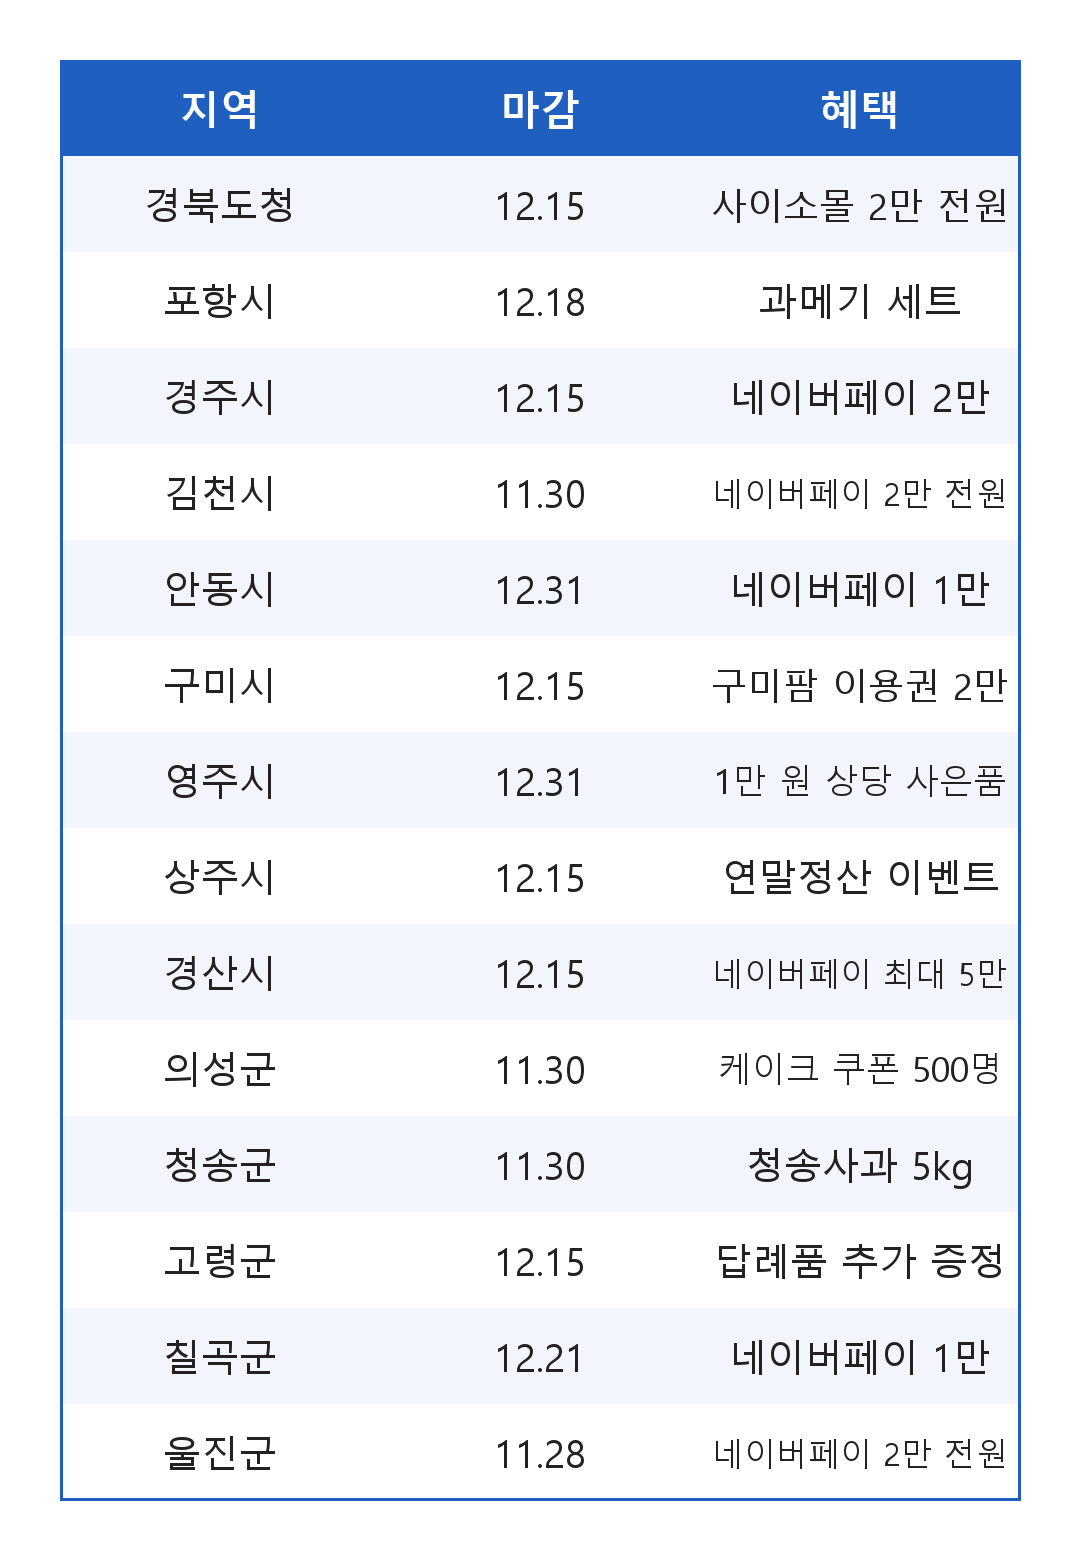 지역 마감 혜택
경북도청 12.15 사이소몰 2만 전원
포항시 12.18 과메기 세트
경주시 12.15 네이버페이 2만
김천시 11.30 네이버페이 2만 전원
안동시 12.31 네이버페이 1만
구미시 12.15 구미팜 이용권 2만
영주시 12.31 1만 원 상당 사은품
상주시 12.15 연말정산 이벤트
경산시 12.15 네이버페이 최대 5만
의성군 11.30 케이크 쿠폰 500명
청송군 11.30 청송사과 5kg
고령군 12.15 답례품 추가 증정
칠곡군 12.21 네이버페이 1만
울진군 11.28 네이버페이 2만 전원